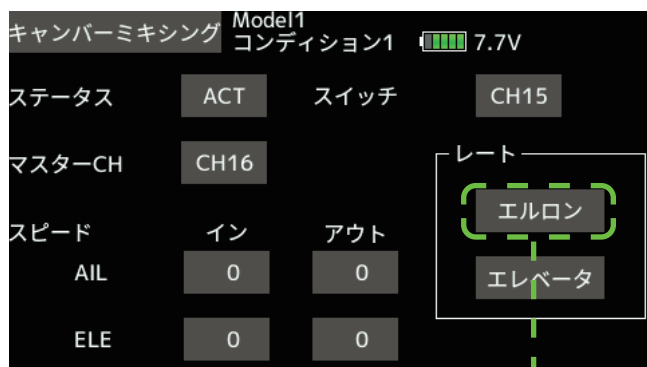 キャンバーミキシング Model1
コンディション1 7.7V
ステータス ACT スイッチ CH15
マスターCH CH16
レート
エルロン
スピード イン アウト
AIL 0 0 エレベータ
ELE 0 0